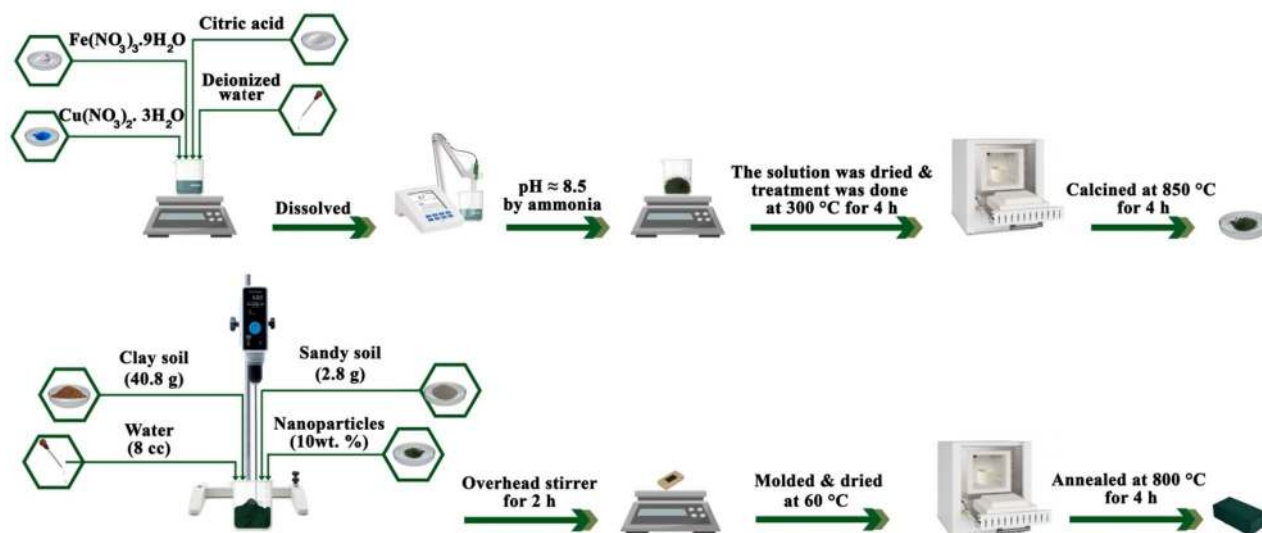 Citric acid
Fe(NO3)3.9H2O
Deionized
water
Cu(NO3)2. 3H2O
Dissolved
pH ≈ 8.5
by ammonia
The solution was dried &
treatment was done
at 300 °C for 4 h
Calcined at 850 °C
for 4 h
Clay soil
(40.8 g)
Sandy soil
(2.8 g)
Water
(8 cc)
Nanoparticles
(10wt. %)
Overhead stirrer
for 2 h
Molded & dried
at 60 °C
Annealed at 800 °C
for 4 h